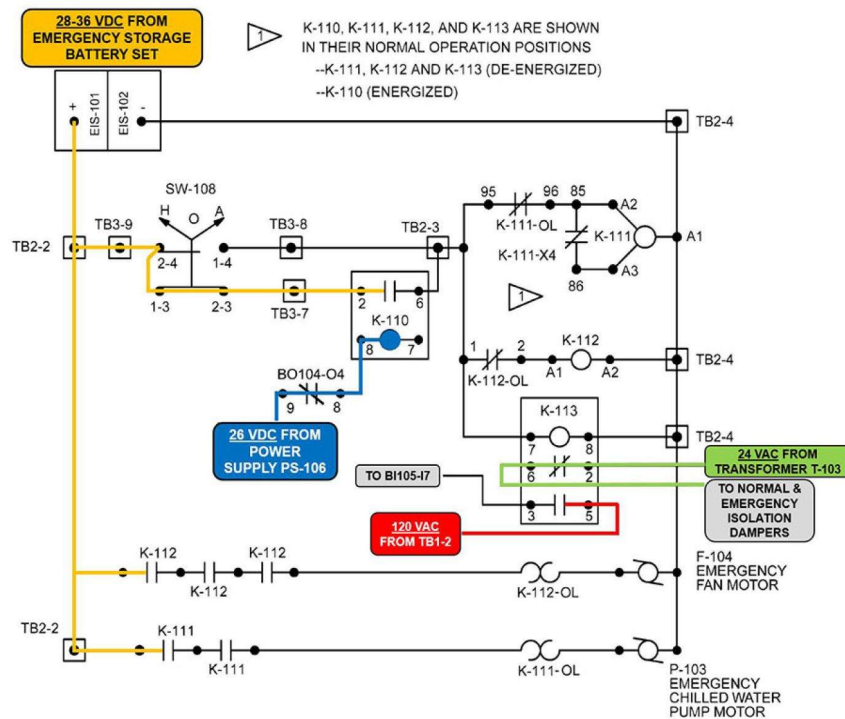 28-36 VDC FROM
EMERGENCY STORAGE
BATTERY SET
1
K-110, K-111, K-112, AND K-113 ARE SHOWN
IN THEIR NORMAL OPERATION POSITIONS
--K-111, K-112 AND K-113 (DE-ENERGIZED)
--K-110 (ENERGIZED)
+
EIS-101
EIS-102
-
TB2-4
SW-108
H
O
A
TB2-2
TB3-9
2-4
1-4
TB3-8
TB2-3
1-3
2-3
TB3-7
2
6
K-110
8
7
BO104-O4
9
8
26 VDC FROM
POWER
SUPPLY PS-106
95
96
85
A2
K-111-OL
K-111
A1
K-111-X4
A3
86
1
K-112
1
2
A1
A2
TB2-4
K-112-OL
K-113
7
8
TB2-4
6
2
24 VAC FROM
TRANSFORMER T-103
TO BI105-I7
3
5
TO NORMAL &
EMERGENCY
ISOLATION
DAMPERS
120 VAC
FROM TB1-2
K-112
K-112
K-112
K-112-OL
F-104
EMERGENCY
FAN MOTOR
TB2-2
K-111
K-111
K-111-OL
P-103
EMERGENCY
CHILLED WATER
PUMP MOTOR